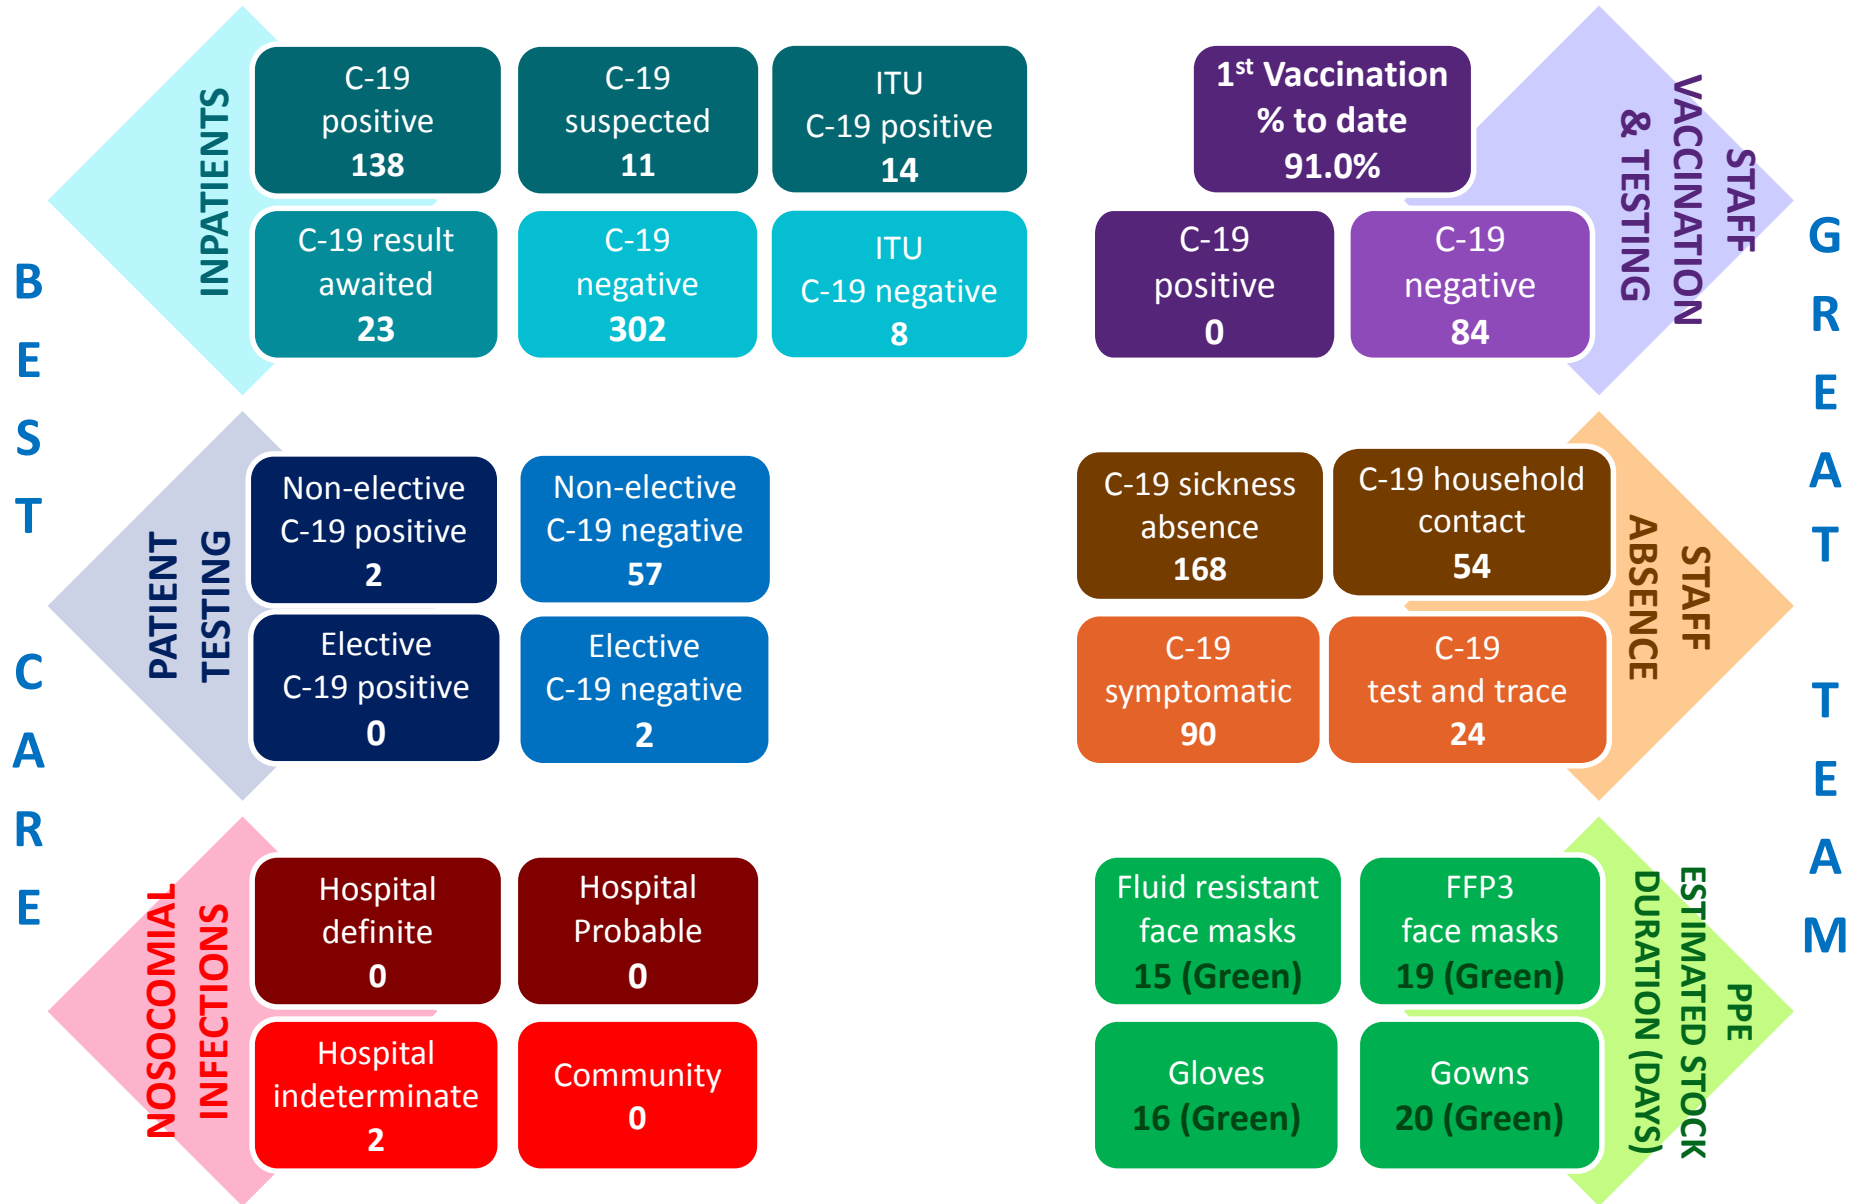 BEST CARE
INPATIENTS
C-19
positive
138
C-19
suspected
11
ITU
C-19 positive
14
C-19 result
awaited
23
C-19
negative
302
ITU
C-19 negative
8
PATIENT
TESTING
Non-elective
C-19 positive
2
Non-elective
C-19 negative
57
Elective
C-19 positive
0
Elective
C-19 negative
2
NOSOCOMIAL
INFECTIONS
Hospital
definite
0
Hospital
Probable
0
Hospital
indeterminate
2
Community
0
1st Vaccination
% to date
91.0%
C-19
positive
0
C-19
negative
84
STAFF
VACCINATION
& TESTING
C-19 sickness
absence
168
C-19 household
contact
54
C-19
symptomatic
90
C-19
test and trace
24
STAFF
ABSENCE
Fluid resistant
face masks
15 (Green)
FFP3
face masks
19 (Green)
Gloves
16 (Green)
Gowns
20 (Green)
PPE
ESTIMATED STOCK
DURATION (DAYS)
GREAT TEAM